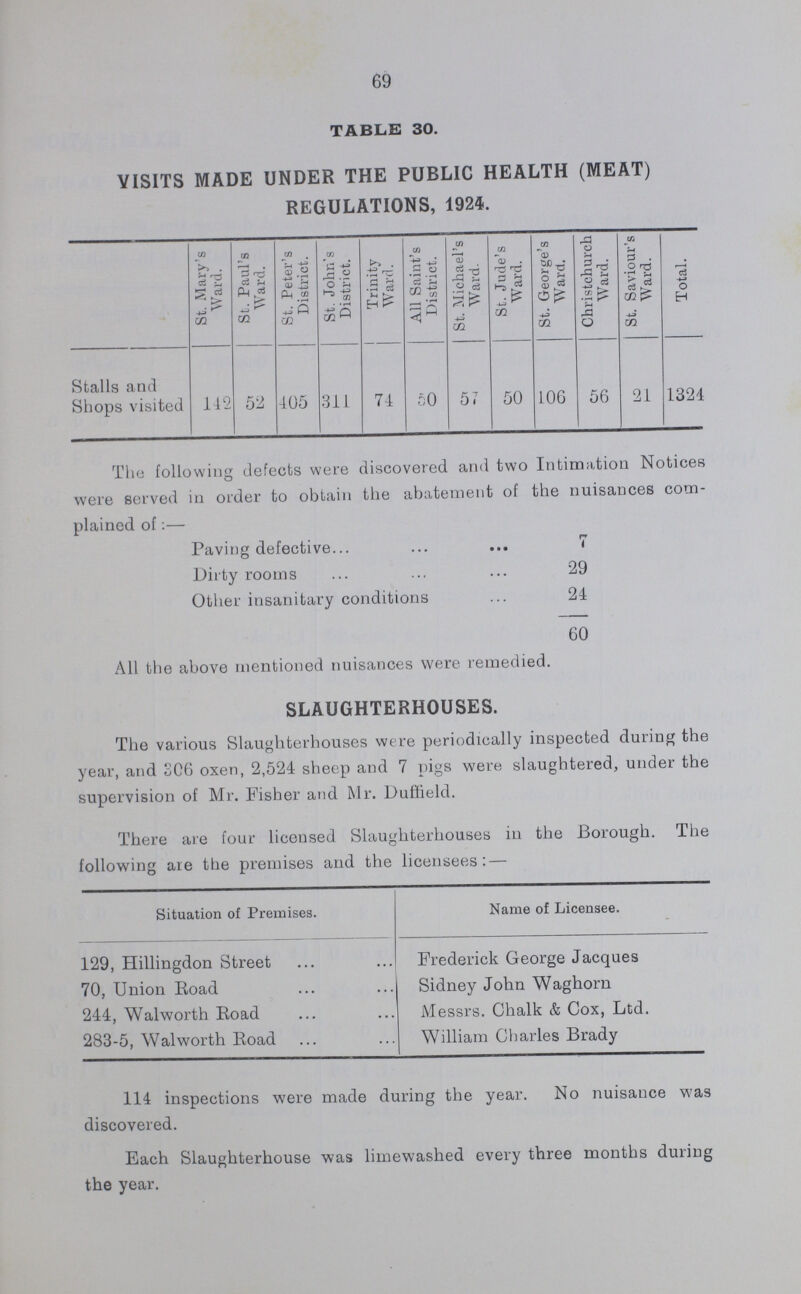 69
TABLE 30.
VISITS MADE UNDER THE PUBLIC HEALTH (MEAT)
REGULATIONS, 1924.
St. Mary's Ward. St. Paul's Ward. St. Peter's District. St. John's District. Trinity Ward. All Saint's District. St. Michael's Ward. St. Jude's Ward. St. George's Ward. Christchurch Ward. St. Saviour's Ward. Total.
Stalls and
Shops visited 142 52 405 311 74 50 57 50 106 56 21 1324
The following defects were discovered and two Intimation Notices
were served in order to obtain the abatement of the nuisances com-
plained of :—
Paving defective... ... ... 7
Dirty rooms ... ... ... 29
Other insanitary conditions ... 24
60
All the above mentioned nuisances were remedied.
SLAUGHTERHOUSES.
The various Slaughterhouses were periodically inspected during the
year, and 306 oxen, 2,524 sheep and 7 pigs were slaughtered, under the
supervision of Mr. Fisher and Mr. Duffield.
There are four licensed Slaughterhouses in the Borough. The
following are the premises and the licensees:—
Situation of Premises. Name of Licensee.
129, Hillingdon Street ... ... Frederick George Jacques
70, Union Road ... ... Sidney John Waghorn
244, Walworth Road ... ... Messrs. Chalk & Cox, Ltd.
283-5, Walworth Road ... ... William Charles Brady
114 inspections were made during the year. No nuisance was
discovered.
Each Slaughterhouse was limewashed every three months during
the year.